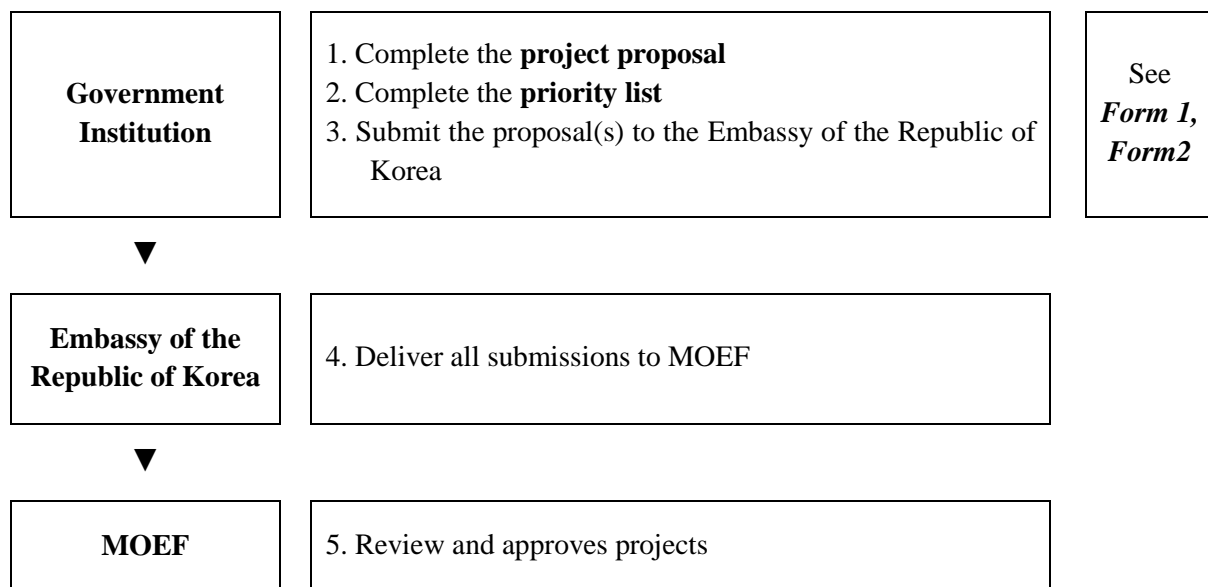 Government
Institution
1. Complete the project proposal
2. Complete the priority list
3. Submit the proposal(s) to the Embassy of the Republic of
Korea
See
Form 1,
Form2
▼
Embassy of the
Republic of Korea
4. Deliver all submissions to MOEF
▼
MOEF
5. Review and approves projects